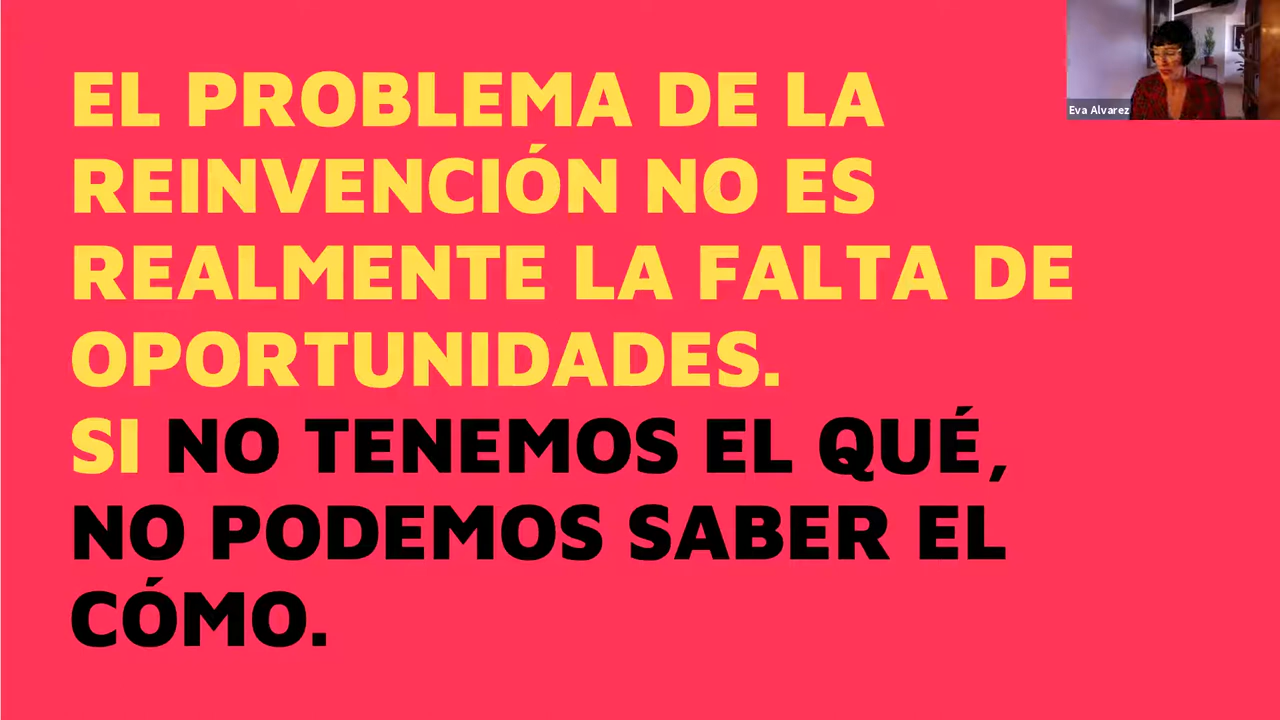 EL PROBLEMA DE LA
REINVENCIÓN NO ES
REALMENTE LA FALTA DE
OPORTUNIDADES.
SI NO TENEMOS EL QUÉ,
NO PODEMOS SABER EL
CÓMO.
Eva Alvarez